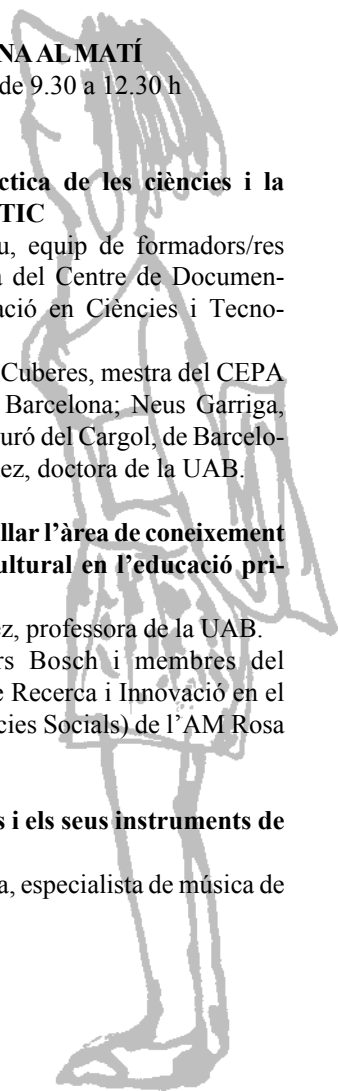 NA AL MATÍ
de 9.30 a 12.30 h
ctica de les ciències i la
TIC
u, equip de formadors/res
a del Centre de Documen-
ació en Ciències i Tecno-
Cuberes, mestra del CEPA
Barcelona; Neus Garriga,
uró del Cargol, de Barcelo-
ez, doctora de la UAB.
llar l’àrea de coneixement
ultural en l’educació pri-
ez, professora de la UAB.
rs Bosch i membres del
e Recerca i Innovació en el
cies Socials) de l’AM Rosa
s i els seus instruments de
a, especialista de música de